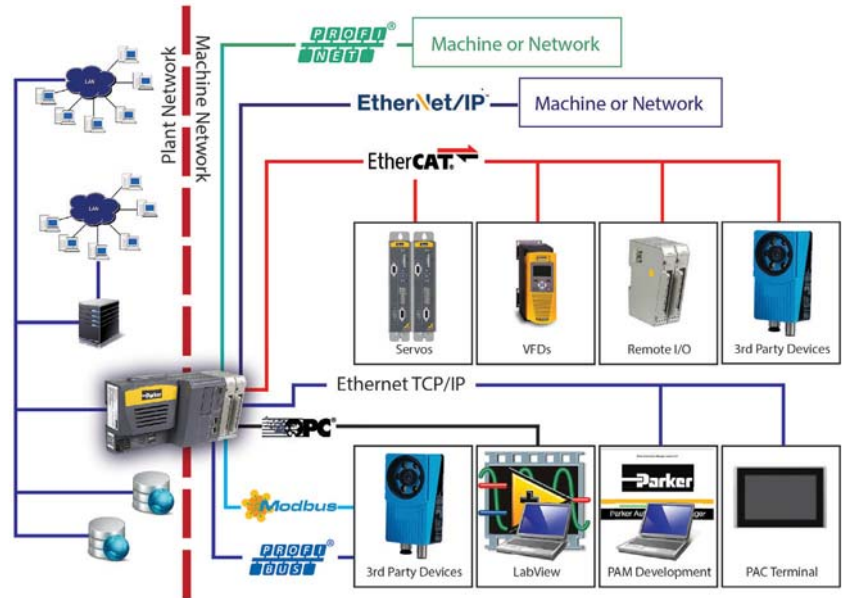 PROFI
NET
®
Machine or Network
EtherNet/IP™
Machine or Network
Plant Network
Machine Network
LAN
LAN
EtherCAT®
Servos
VFDs
Remote I/O
3rd Party Devices
Parker
Ethernet TCP/IP
OPC®
Modbus
PROFI
BUS
®
3rd Party Devices
LabView
Parker
PAM Development
PAC Terminal